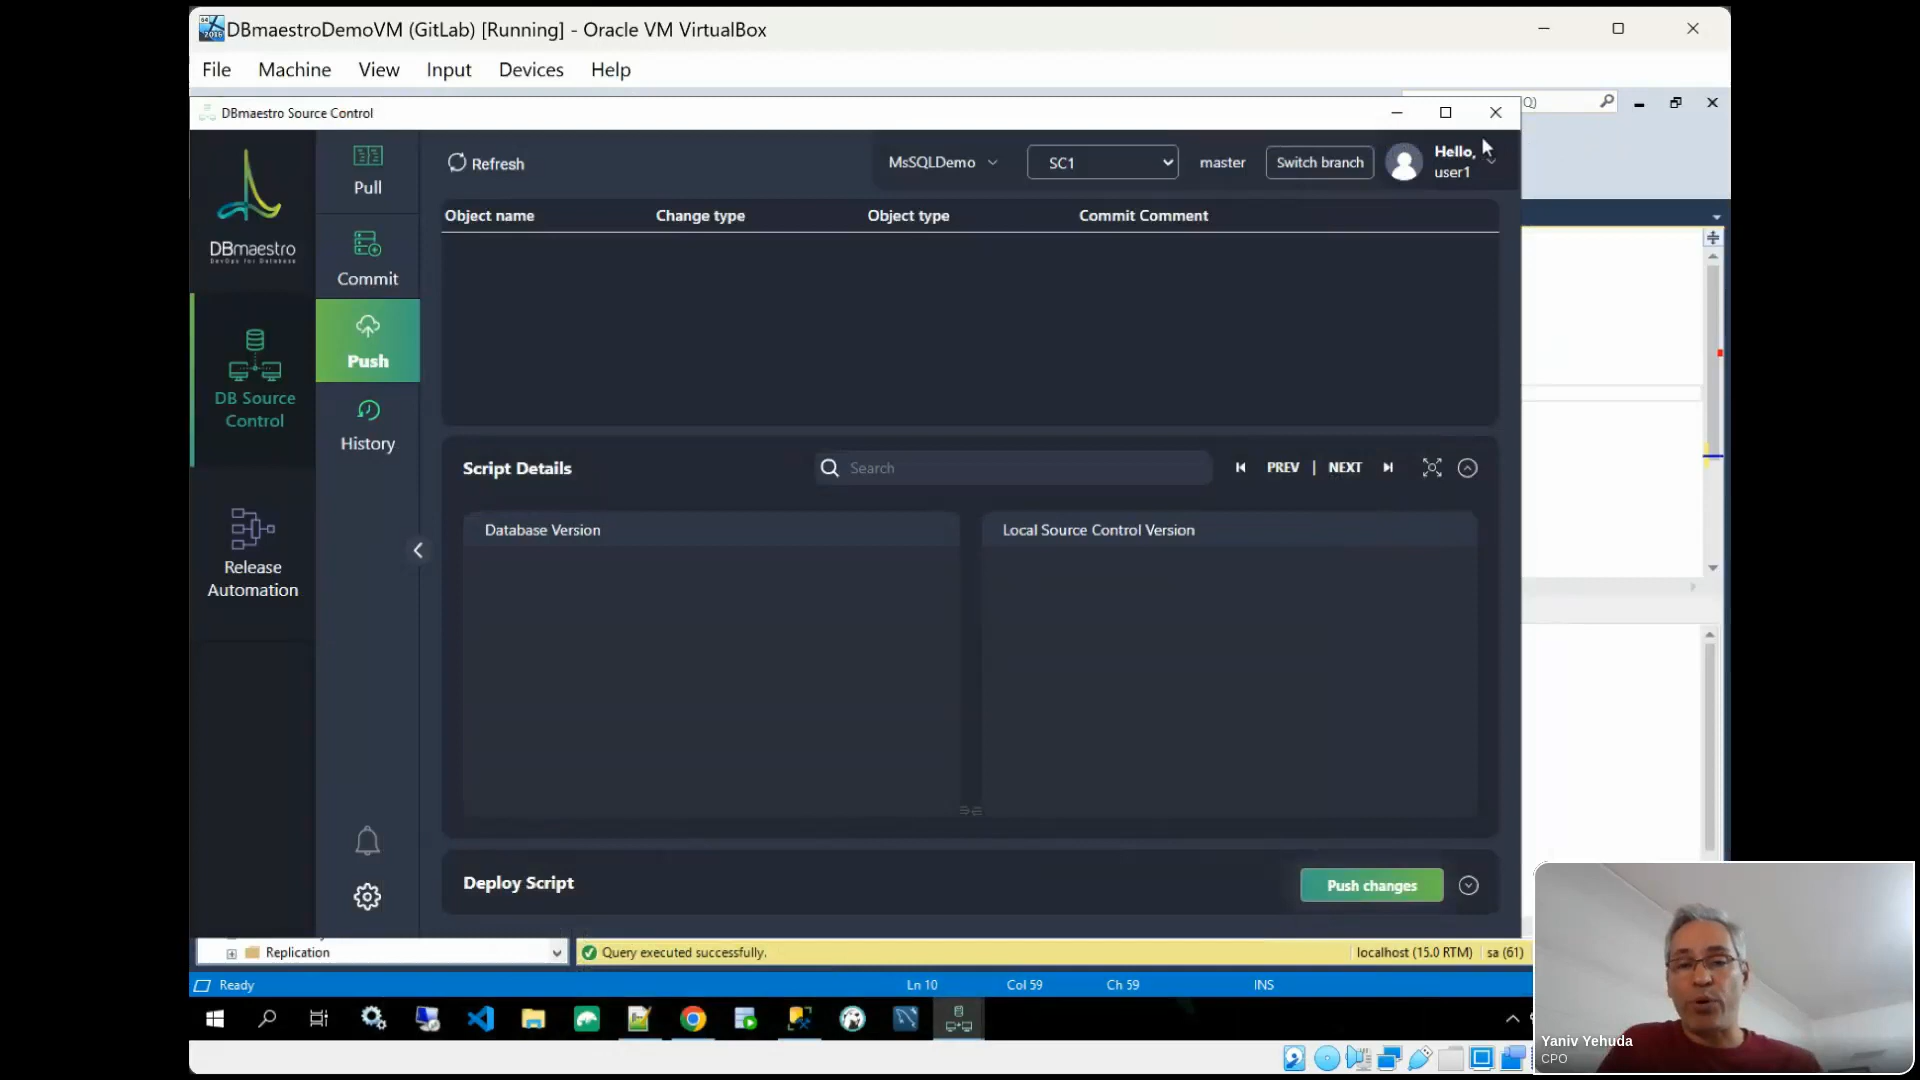 DBmaestroDemoVM (GitLab) [Running] - Oracle VM VirtualBox
File Machine View Input Devices Help
DBmaestro Source Control
Q)
Pull
Refresh
MsSQLDemo
SC1
master
Switch branch
Hello,
user1
Object name Change type Object type Commit Comment
DBmaestro
DevOps for Database
Commit
Push
DB Source
Control
History
Script Details
Search
PREV | NEXT
Database Version
Local Source Control Version
Release
Automation
Deploy Script
Push changes
Replication
Query executed successfully.
localhost (15.0 RTM)
sa (61)
Ready
Ln 10
Col 59
Ch 59
INS
Yaniv Yehuda
CPO